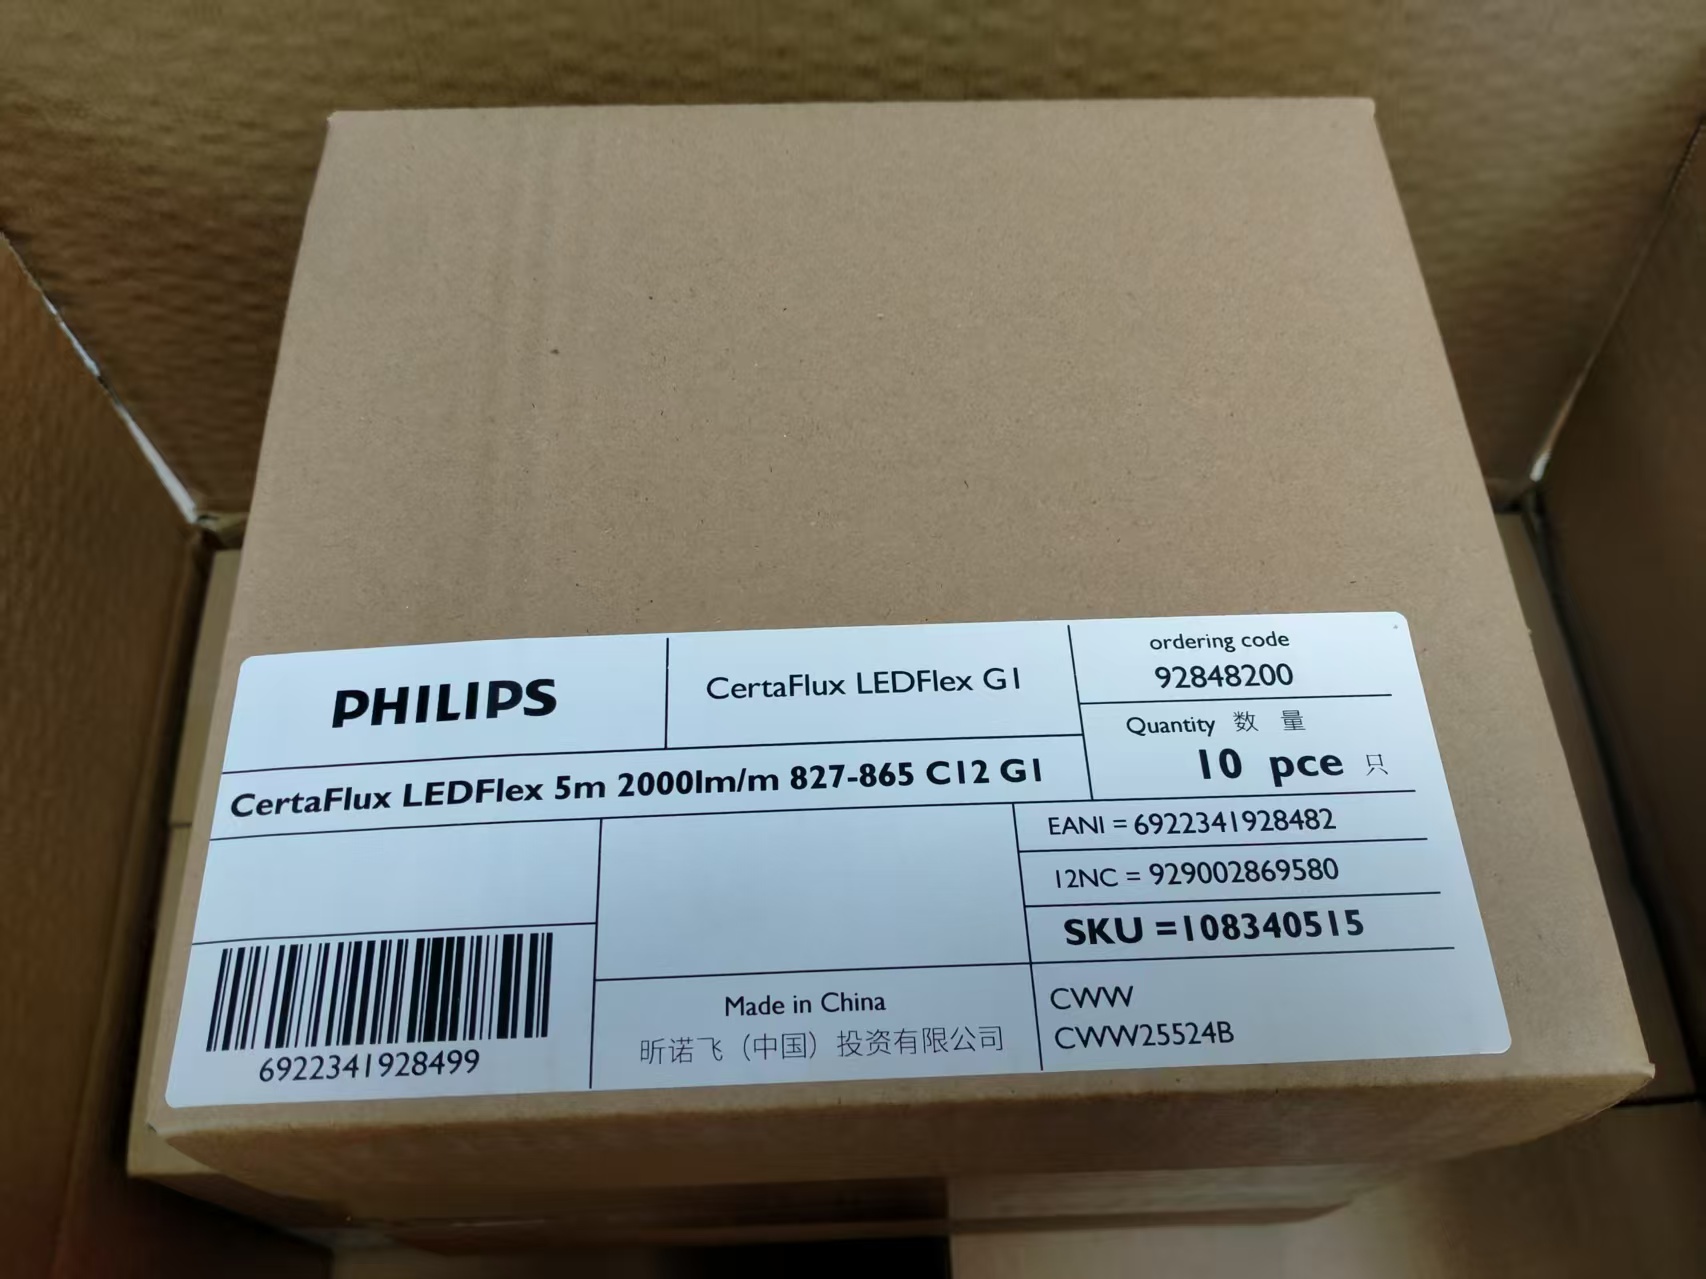 PHILIPS
CertaFlux LEDFlex G1
ordering code
92848200
Quantity 数 量
10 pce 只
CertaFlux LEDFlex 5m 2000lm/m 827-865 C12 G1
EAN1 = 6922341928482
12NC = 929002869580
SKU =108340515
6922341928499
Made in China
昕诺飞（中国）投资有限公司
CWW
CWW25524B